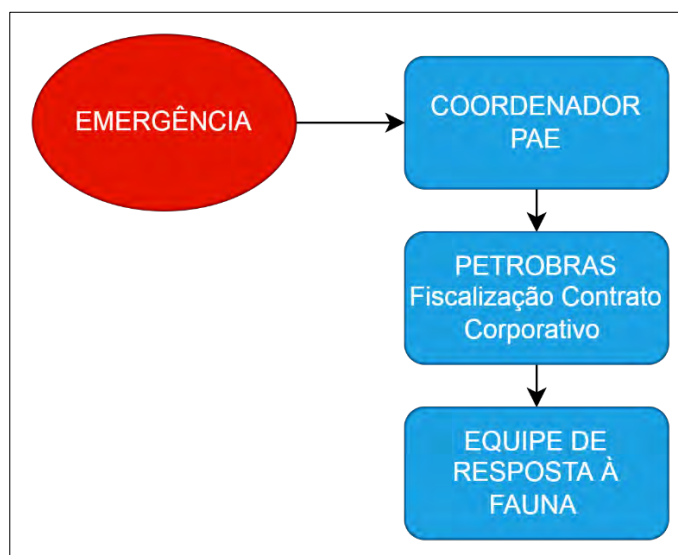 EMERGÊNCIA
COORDENADOR
PAE
PETROBRAS
Fiscalização Contrato
Corporativo
EQUIPE DE
RESPOSTA À
FAUNA